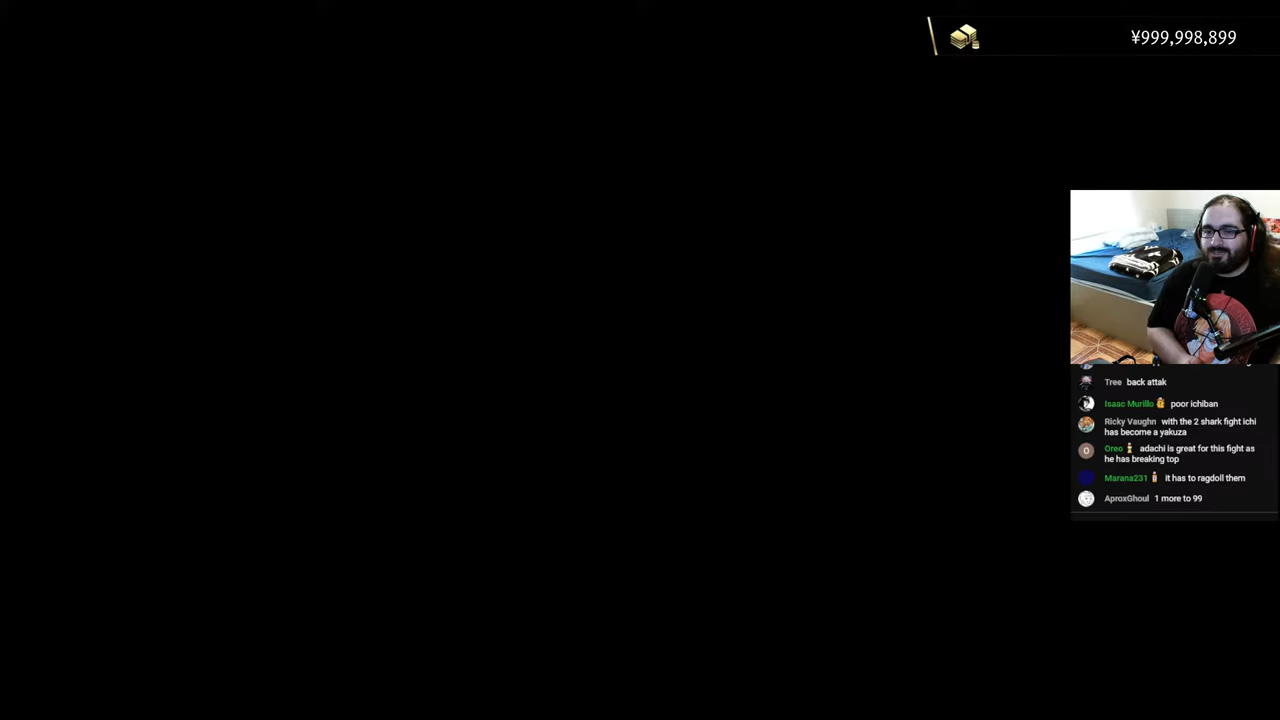 ¥999,998,899
Tree back attak
Isaac Murillo poor ichiban
Ricky Vaughn with the 2 shark fight ichi
has become a yakuza
Oreo adachi is great for this fight as
he has breaking top
Marana231 it has to ragdoll them
AproxGhoul 1 more to 99